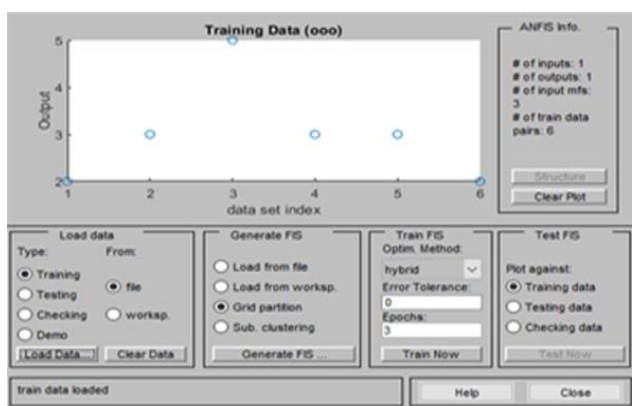 Training Data (ooo)
5
4
3
2
Output
1 2 3 4 5 6
data set index
ANFIS Info.
# of inputs: 1
# of outputs: 1
# of input mfs:
3
# of train data
pairs: 6
Structure
Clear Plot
Load data
Type: From:
Training
Testing
Checking
Demo
file
worksp.
Load Data...
Clear Data
Generate FIS
Load from file
Load from worksp.
Grid partition
Sub. clustering
Generate FIS ...
Train FIS
Optim. Method:
hybrid
Error Tolerance:
0
Epochs:
3
Train Now
Test FIS
Plot against:
Training data
Testing data
Checking data
Test Now
train data loaded
Help
Close